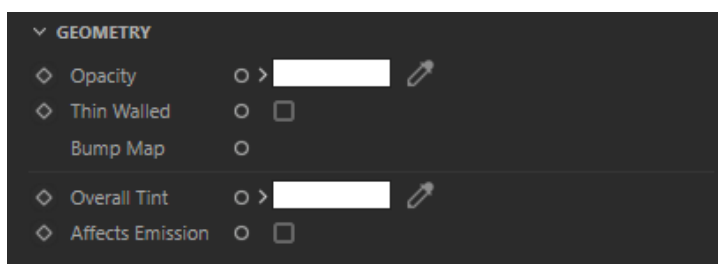 GEOMETRY
Opacity
Thin Walled
Bump Map
Overall Tint
Affects Emission